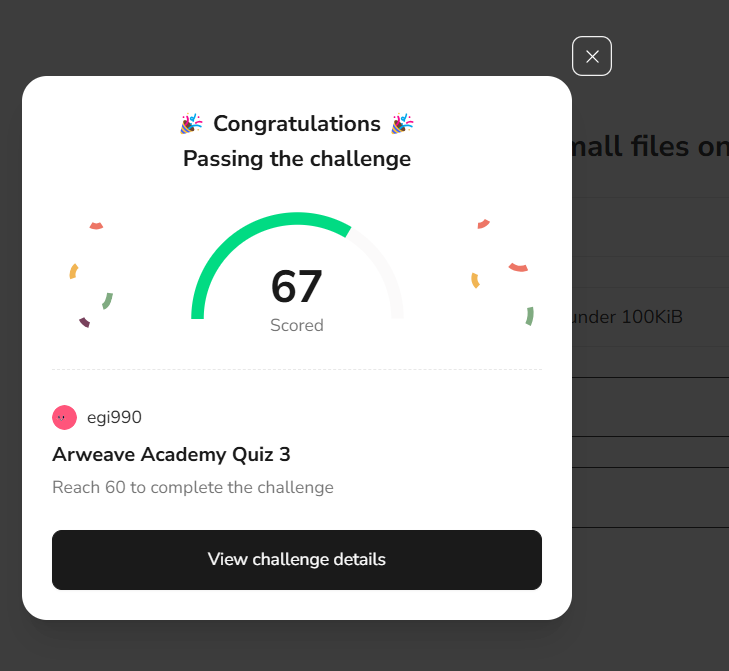 🎉 Congratulations 🎉
Passing the challenge
mall files on
67
Scored
under 100KiB
egi990
Arweave Academy Quiz 3
Reach 60 to complete the challenge
View challenge details